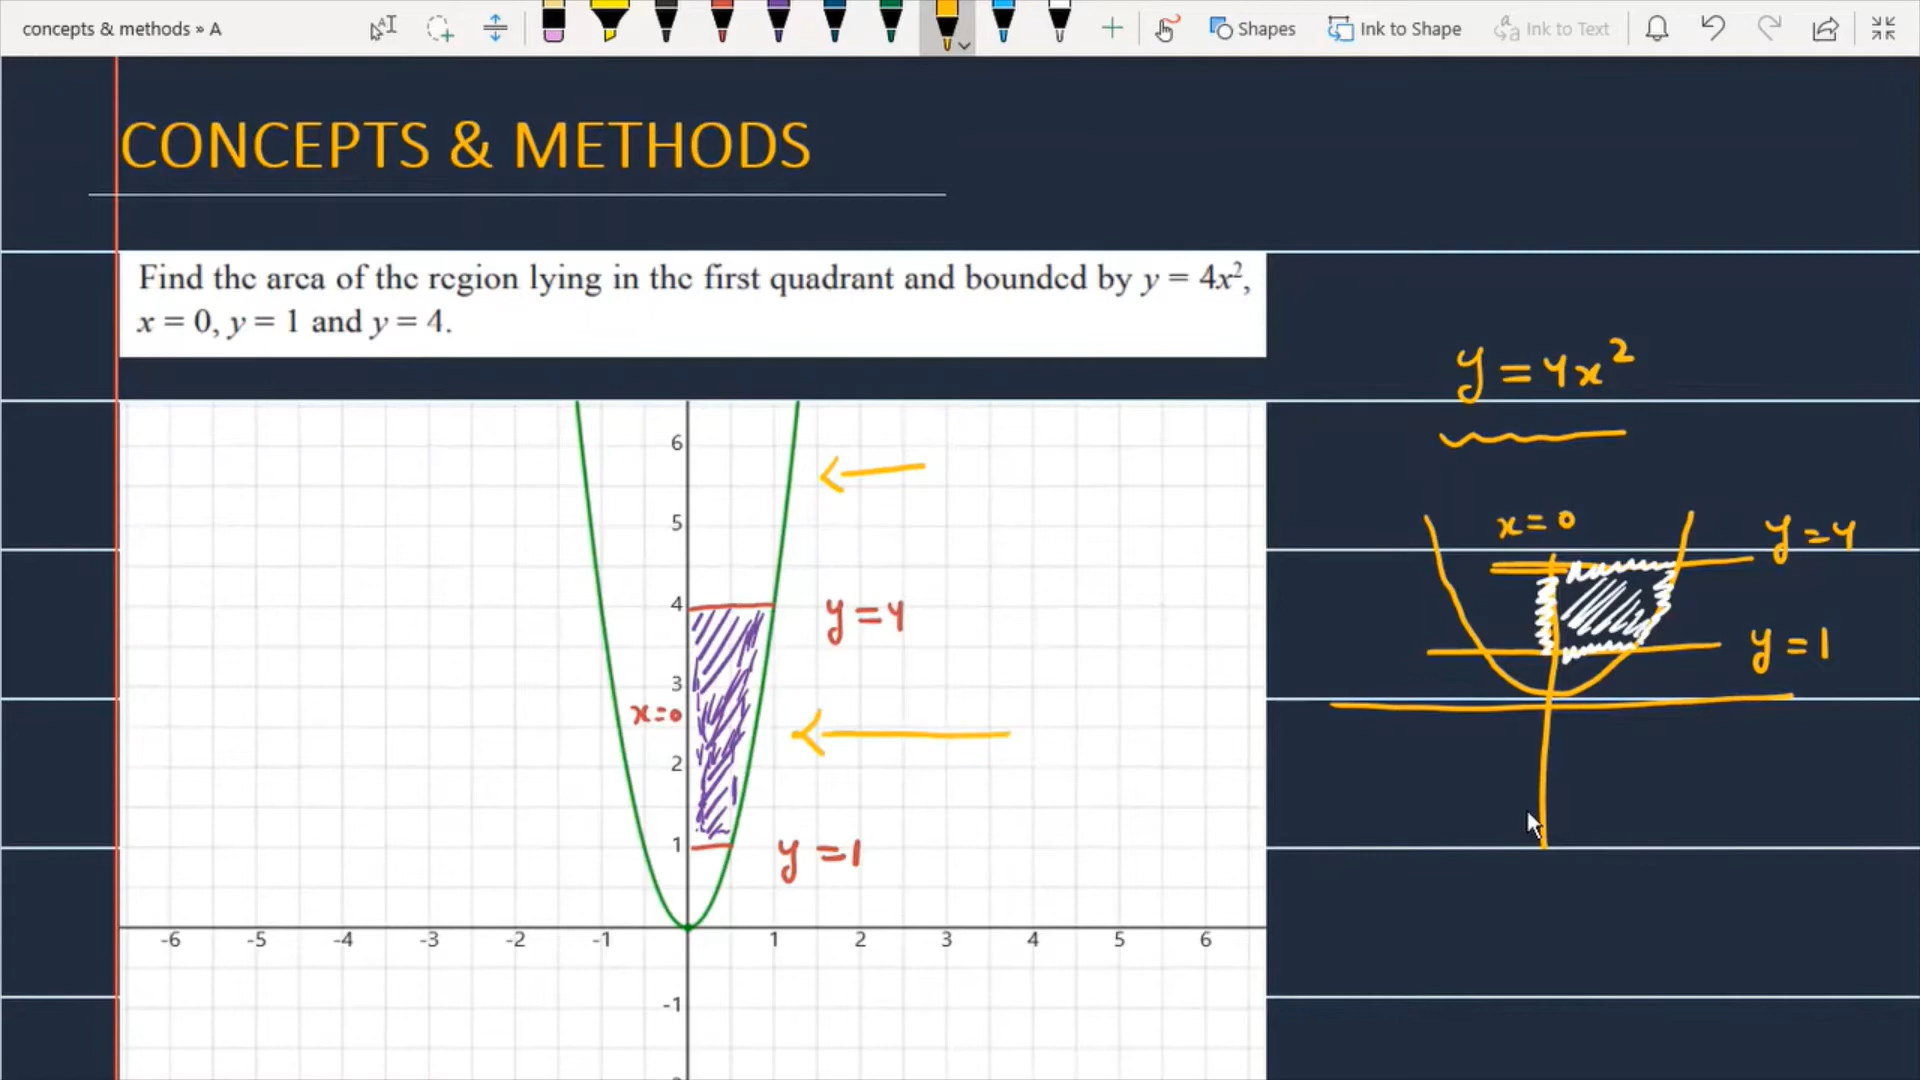 concepts & methods » A
Shapes
Ink to Shape
Ink to Text
CONCEPTS & METHODS
Find the area of the region lying in the first quadrant and bounded by y = 4x²,
x = 0, y = 1 and y = 4.
y = 4x²
6
5
4
3
2
1
-6 -5 -4 -3 -2 -1 1 2 3 4 5 6
-1
y = 4
x = 0
y = 1
x = 0
y = 4
y = 1